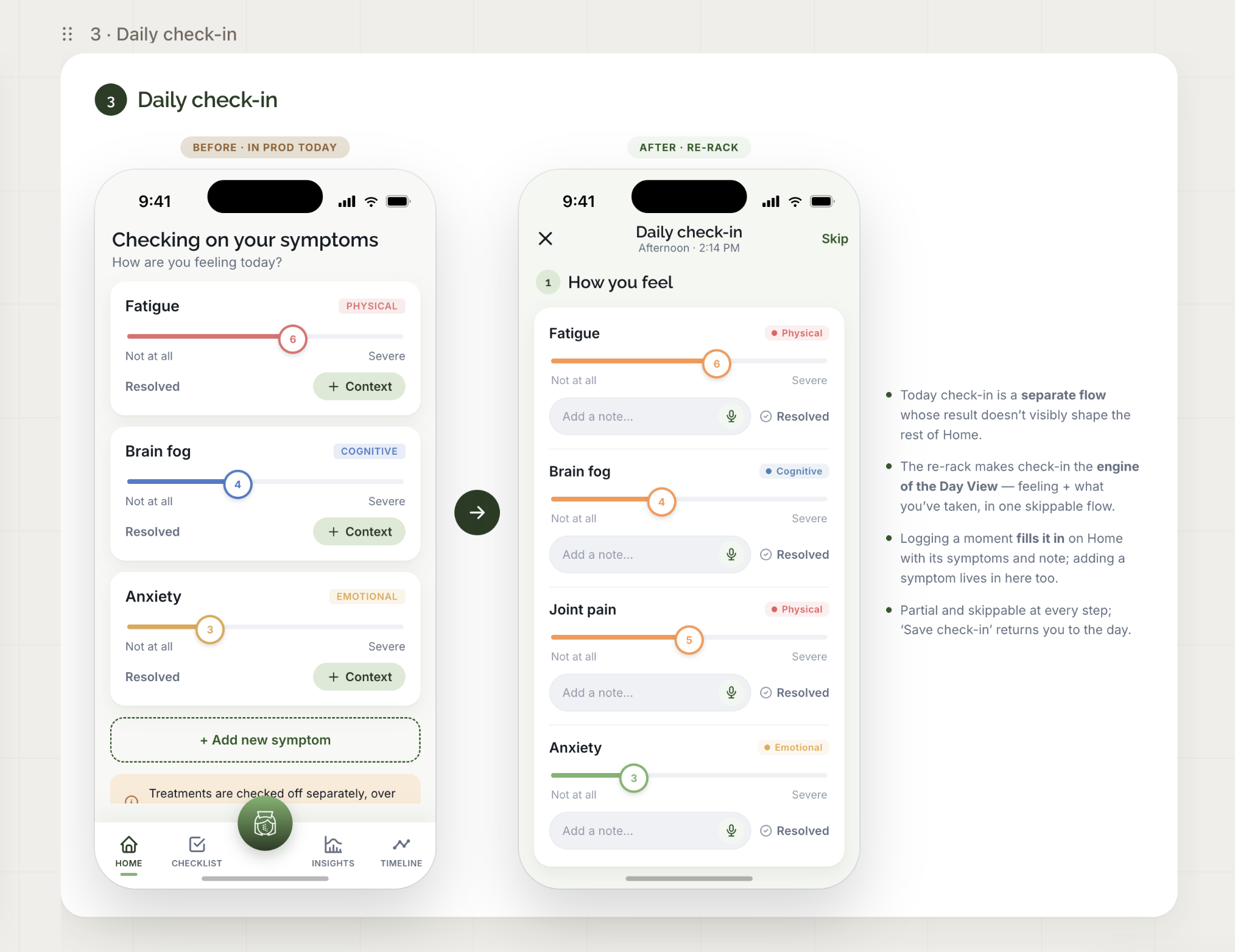 3 · Daily check-in
3 Daily check-in
BEFORE · IN PROD TODAY
9:41
Checking on your symptoms
How are you feeling today?
Fatigue PHYSICAL
6
Not at all Severe
Resolved + Context
Brain fog COGNITIVE
4
Not at all Severe
Resolved + Context
Anxiety EMOTIONAL
3
Not at all Severe
Resolved + Context
+ Add new symptom
Treatments are checked off separately, over
HOME CHECKLIST INSIGHTS TIMELINE
AFTER · RE-RACK
9:41
Daily check-in
Afternoon · 2:14 PM
Skip
1 How you feel
Fatigue Physical
6
Not at all Severe
Add a note... Resolved
Brain fog Cognitive
4
Not at all Severe
Add a note... Resolved
Joint pain Physical
5
Not at all Severe
Add a note... Resolved
Anxiety Emotional
3
Not at all Severe
Add a note... Resolved
Today check-in is a separate flow
whose result doesn’t visibly shape the
rest of Home.
The re-rack makes check-in the engine
of the Day View — feeling + what
you’ve taken, in one skippable flow.
Logging a moment fills it in on Home
with its symptoms and note; adding a
symptom lives in here too.
Partial and skippable at every step;
‘Save check-in’ returns you to the day.